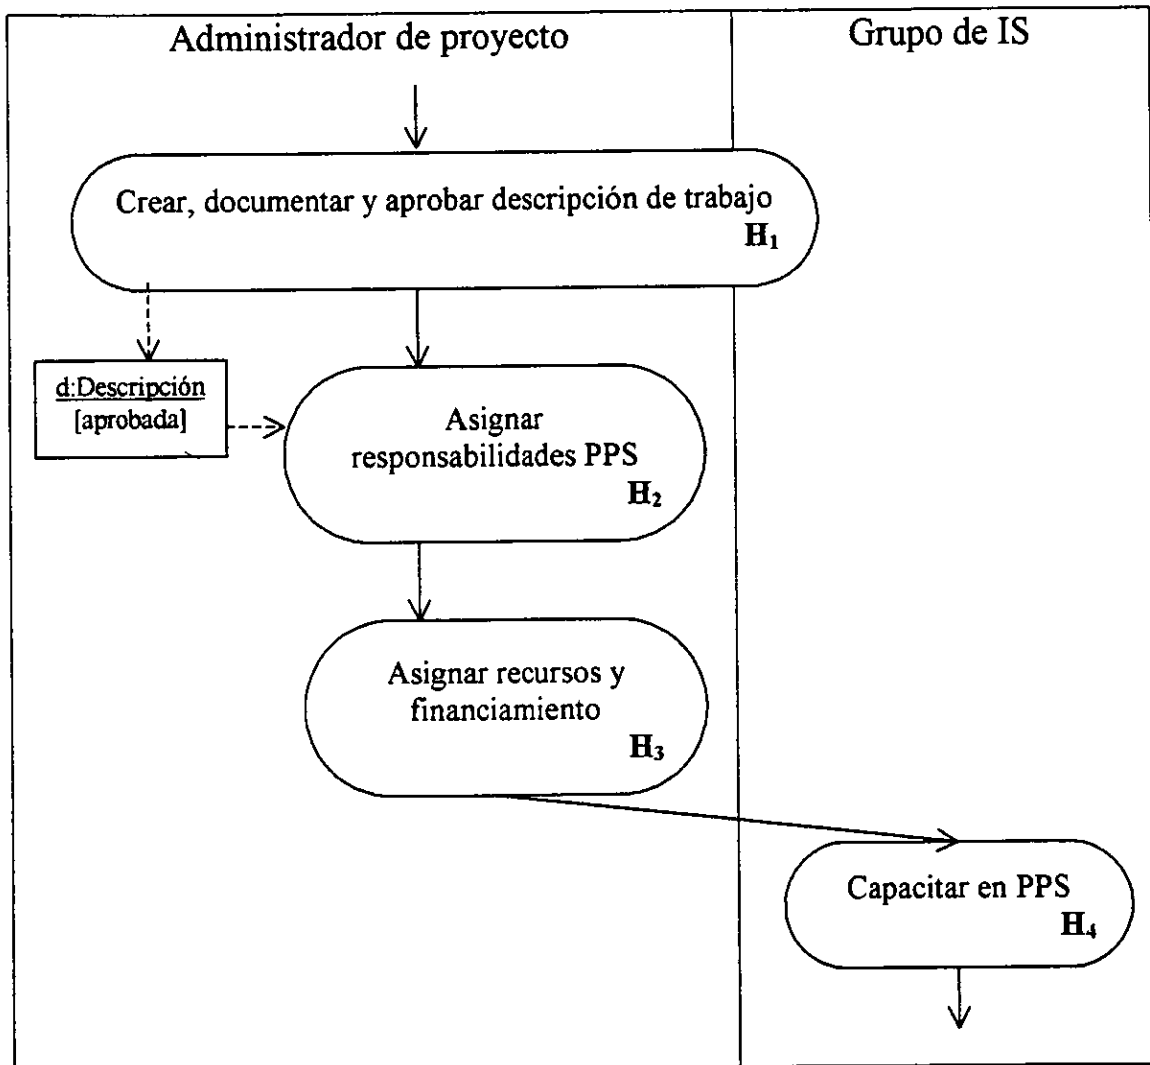 Administrador de proyecto
Grupo de IS
Crear, documentar y aprobar descripción de trabajo
H₁
d:Descripción
[aprobada]
Asignar
responsabilidades PPS
H₂
Asignar recursos y
financiamiento
H₃
Capacitar en PPS
H₄